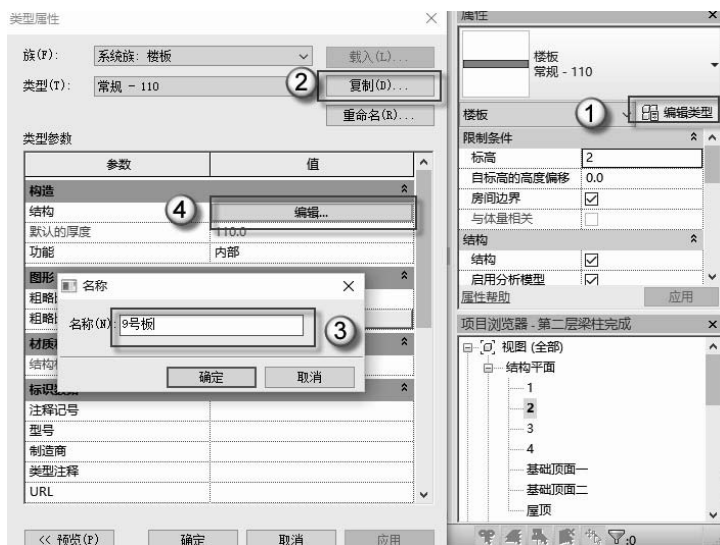 类型属性
族(F): 系统族: 楼板 载入(L)...
类型(T): 常规 - 110 ② 复制(D)...
重命名(R)...
类型参数
参数 值
构造
结构 ④ 编辑...
默认的厚度 110.0
功能 内部
图形
粗略
粗略
名称
名称(N): 9号板 ③
确定 取消
标识数据
注释记号
型号
制造商
类型注释
URL
<< 预览(P) 确定 取消 应用
属性
楼板
常规 - 110
楼板 ① 编辑类型
限制条件
标高 2
自标高的高度偏移 0.0
房间边界
与体量相关
结构
结构
启用分析模型
属性帮助 应用
项目浏览器 - 第二层梁柱完成
视图 (全部)
结构平面
1
2
3
4
基础顶面一
基础顶面二
屋顶
:0